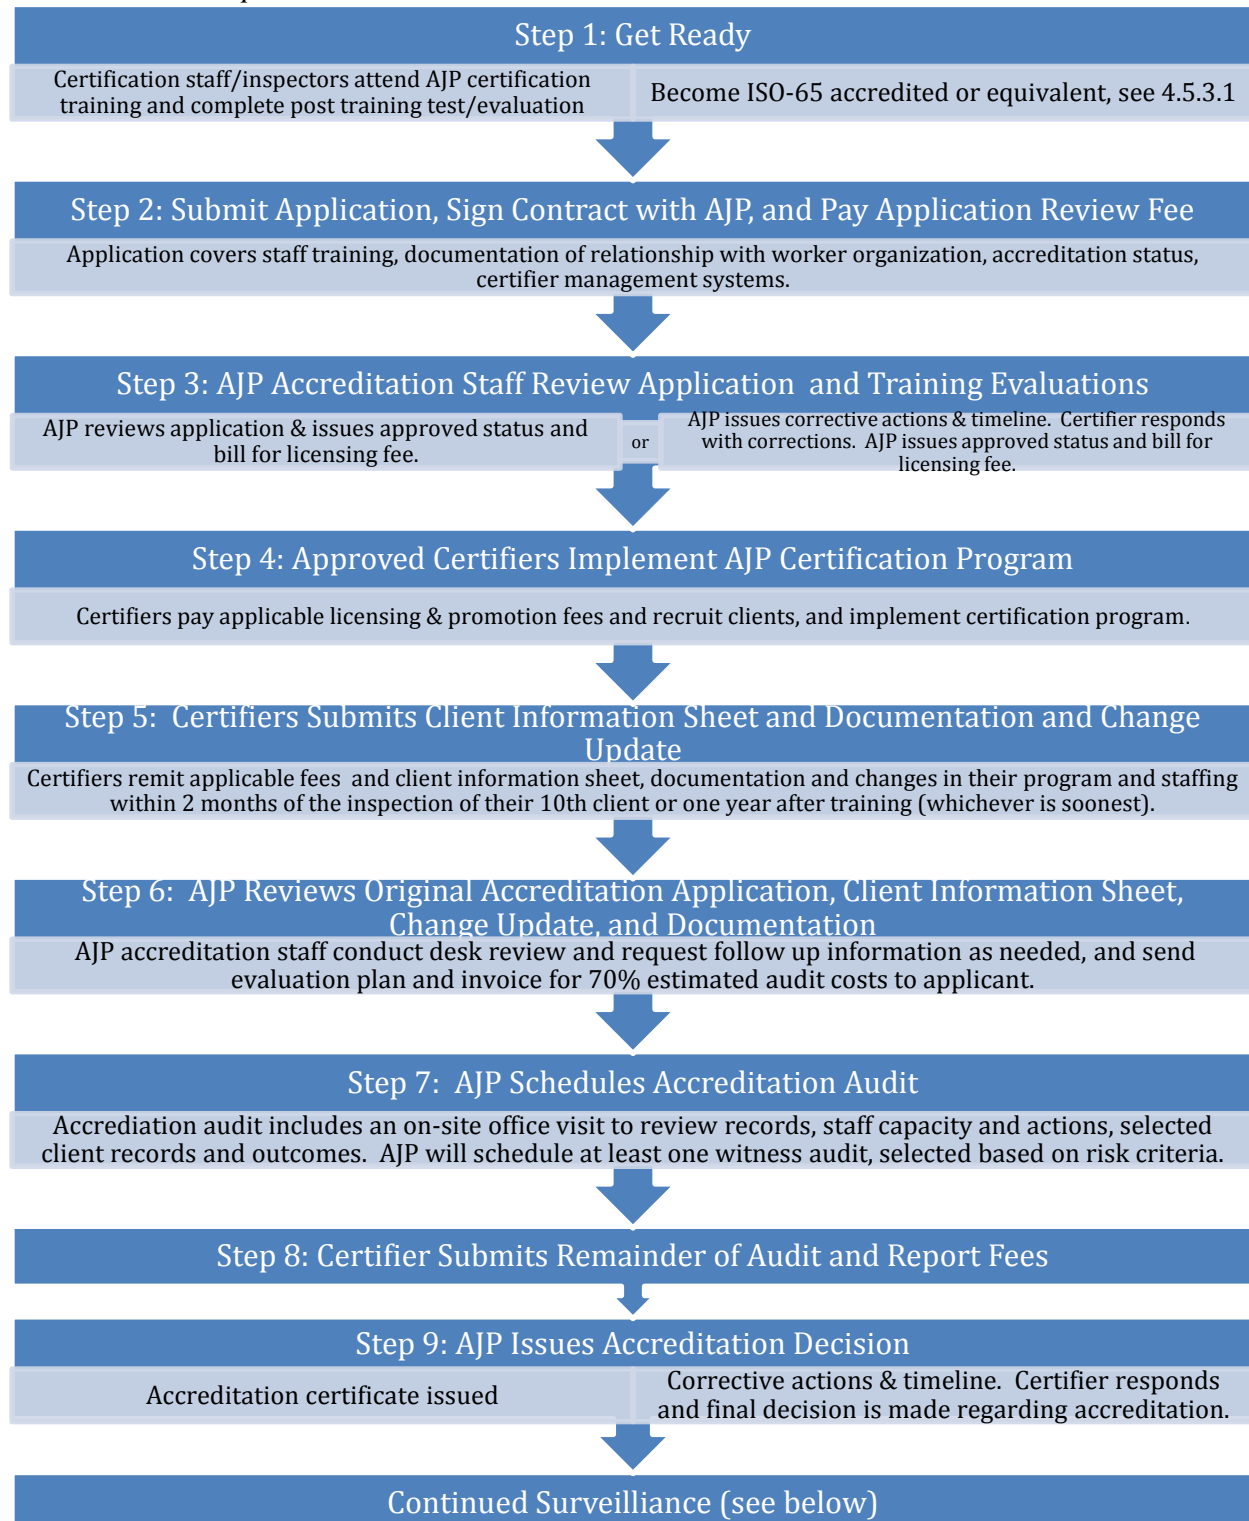 Step 1: Get Ready
Certification staff/inspectors attend AJP certification
training and complete post training test/evaluation
Become ISO-65 accredited or equivalent, see 4.5.3.1
Step 2: Submit Application, Sign Contract with AJP, and Pay Application Review Fee
Application covers staff training, documentation of relationship with worker organization, accreditation status,
certifier management systems.
Step 3: AJP Accreditation Staff Review Application and Training Evaluations
AJP reviews application & issues approved status and
bill for licensing fee.
or
AJP issues corrective actions & timeline. Certifier responds
with corrections. AJP issues approved status and bill for
licensing fee.
Step 4: Approved Certifiers Implement AJP Certification Program
Certifiers pay applicable licensing & promotion fees and recruit clients, and implement certification program.
Step 5: Certifiers Submits Client Information Sheet and Documentation and Change
Update
Certifiers remit applicable fees and client information sheet, documentation and changes in their program and staffing
within 2 months of the inspection of their 10th client or one year after training (whichever is soonest).
Step 6: AJP Reviews Original Accreditation Application, Client Information Sheet,
Change Update, and Documentation
AJP accreditation staff conduct desk review and request follow up information as needed, and send
evaluation plan and invoice for 70% estimated audit costs to applicant.
Step 7: AJP Schedules Accreditation Audit
Accrediation audit includes an on-site office visit to review records, staff capacity and actions, selected
client records and outcomes. AJP will schedule at least one witness audit, selected based on risk criteria.
Step 8: Certifier Submits Remainder of Audit and Report Fees
Step 9: AJP Issues Accreditation Decision
Accreditation certificate issued
Corrective actions & timeline. Certifier responds
and final decision is made regarding accreditation.
Continued Surveilliance (see below)